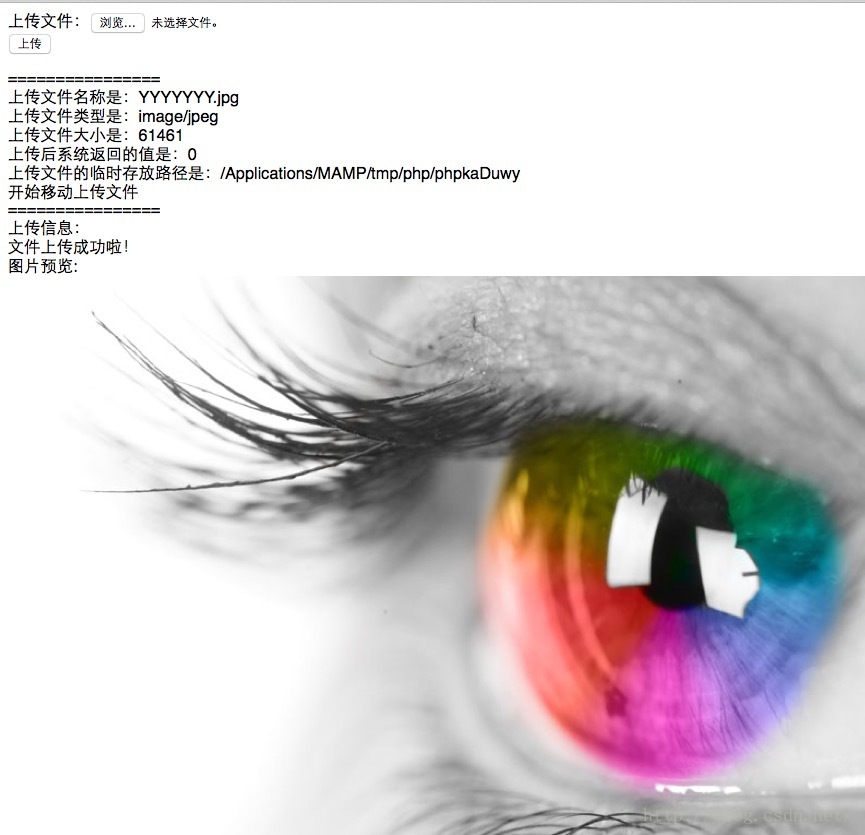 上传文件： 浏览... 未选择文件。
上传
================
上传文件名称是：YYYYYYY.jpg
上传文件类型是：image/jpeg
上传文件大小是：61461
上传后系统返回的值是：0
上传文件的临时存放路径是：/Applications/MAMP/tmp/php/phpkaDuwy
开始移动上传文件
================
上传信息：
文件上传成功啦！
图片预览: